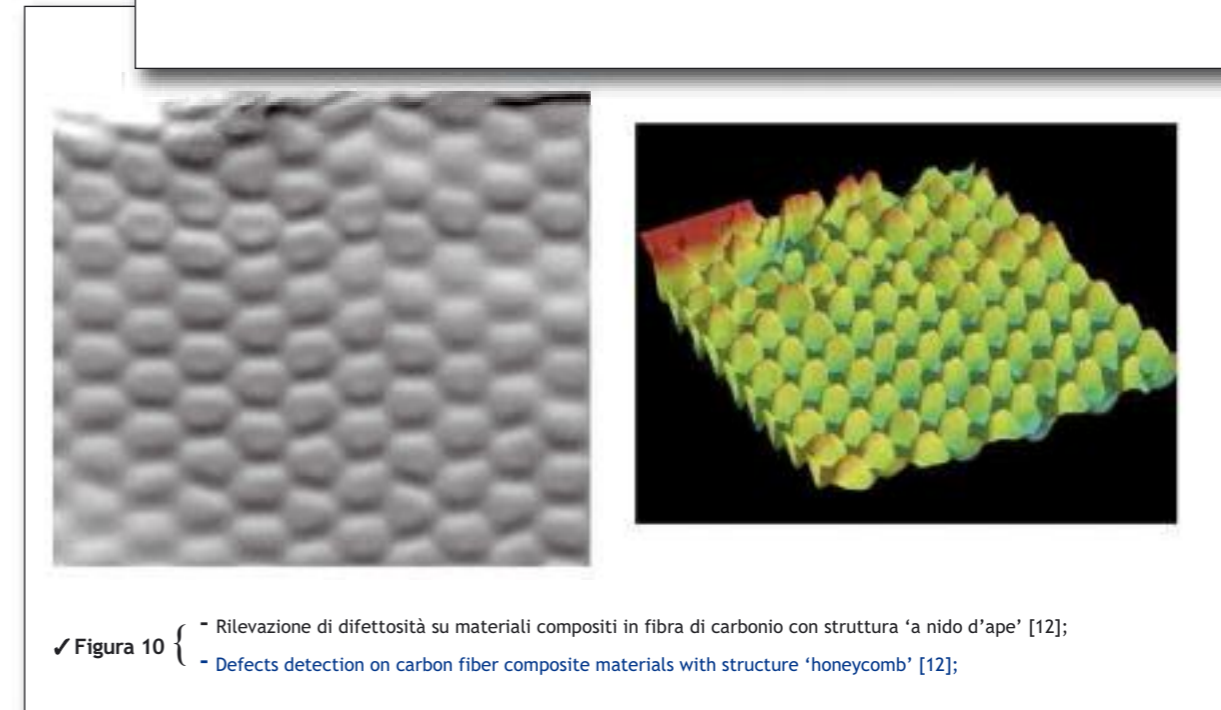 ✓ Figura 10 { - Rilevazione di difettosità su materiali compositi in fibra di carbonio con struttura ‘a nido d’ape’ [12];
- Defects detection on carbon fiber composite materials with structure ‘honeycomb’ [12];